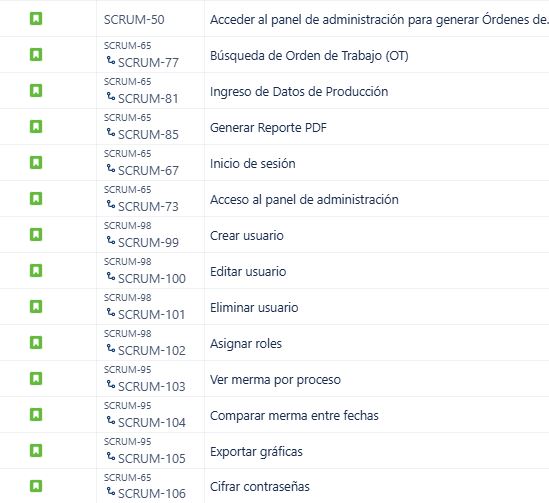 SCRUM-50 Acceder al panel de administración para generar Órdenes de.
SCRUM-65
SCRUM-77 Búsqueda de Orden de Trabajo (OT)
SCRUM-65
SCRUM-81 Ingreso de Datos de Producción
SCRUM-65
SCRUM-85 Generar Reporte PDF
SCRUM-65
SCRUM-67 Inicio de sesión
SCRUM-65
SCRUM-73 Acceso al panel de administración
SCRUM-98
SCRUM-99 Crear usuario
SCRUM-98
SCRUM-100 Editar usuario
SCRUM-98
SCRUM-101 Eliminar usuario
SCRUM-98
SCRUM-102 Asignar roles
SCRUM-95
SCRUM-103 Ver merma por proceso
SCRUM-95
SCRUM-104 Comparar merma entre fechas
SCRUM-95
SCRUM-105 Exportar gráficas
SCRUM-65
SCRUM-106 Cifrar contraseñas